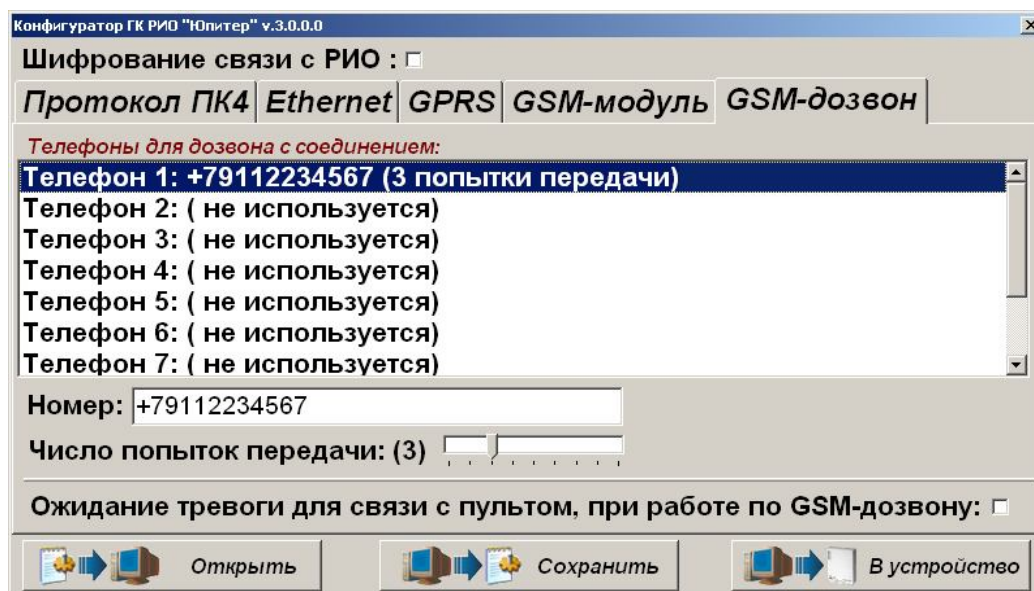 Конфигуратор ГК РИО "Юпитер" v.3.0.0.0
Шифрование связи с РИО :
Протокол ПК4 Ethernet GPRS GSM-модуль GSM-дозвон
Телефоны для дозвона с соединением:
Телефон 1: +79112234567 (3 попытки передачи)
Телефон 2: ( не используется)
Телефон 3: ( не используется)
Телефон 4: ( не используется)
Телефон 5: ( не используется)
Телефон 6: ( не используется)
Телефон 7: ( не используется)
Номер: +79112234567
Число попыток передачи: (3)
Ожидание тревоги для связи с пультом, при работе по GSM-дозвону:
Открыть Сохранить В устройство